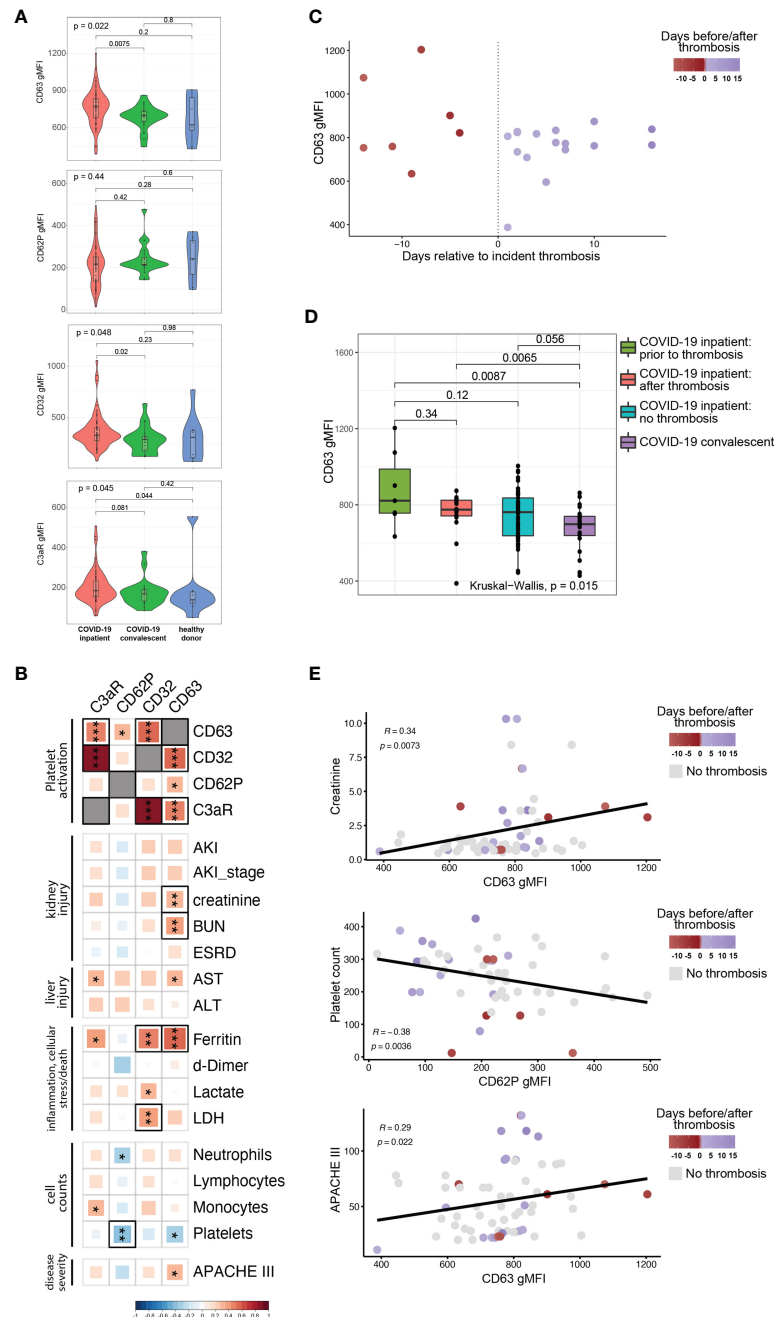 A
p = 0.022
0.8
0.2
0.0075
1200
900
600
CD63 gMFI
p = 0.44
0.6
0.28
0.42
600
400
200
0
CD62P gMFI
p = 0.048
0.98
0.23
0.02
1000
500
CD32 gMFI
p = 0.045
0.42
0.044
0.081
600
400
200
C3aR gMFI
COVID-19 inpatient
COVID-19 convalescent
healthy donor
B
C3aR
CD62P
CD32
CD63
Platelet activation
CD63
*** * ***
CD32
*** ***
CD62P
*
C3aR
*** ***
kidney injury
AKI
AKI_stage
creatinine
**
BUN
**
ESRD
liver injury
AST
* *
ALT
inflammation, cellular stress/death
Ferritin
* ** ***
d-Dimer
Lactate
*
LDH
**
cell counts
Neutrophils
*
Lymphocytes
Monocytes
*
Platelets
** *
disease severity
APACHE III
*
-1 -0.8 -0.6 -0.4 -0.2 0 0.2 0.4 0.6 0.8 1
C
1200
1000
800
600
400
CD63 gMFI
-10 0 10
Days relative to incident thrombosis
Days before/after thrombosis
-10 -5 0 5 10 15
D
0.056
0.0065
0.0087
0.12
0.34
1600
1200
800
400
CD63 gMFI
Kruskal-Wallis, p = 0.015
COVID-19 inpatient: prior to thrombosis
COVID-19 inpatient: after thrombosis
COVID-19 inpatient: no thrombosis
COVID-19 convalescent
E
R = 0.34
p = 0.0073
10.0
7.5
5.0
2.5
0.0
Creatinine
400 600 800 1000 1200
CD63 gMFI
Days before/after thrombosis
-10 -5 0 5 10 15
No thrombosis
400
300
200
100
0
Platelet count
R = - 0.38
p = 0.0036
0 100 200 300 400 500
CD62P gMFI
Days before/after thrombosis
-10 -5 0 5 10 15
No thrombosis
R = 0.29
p = 0.022
100
50
APACHE III
400 600 800 1000 1200
CD63 gMFI
Days before/after thrombosis
-10 -5 0 5 10 15
No thrombosis